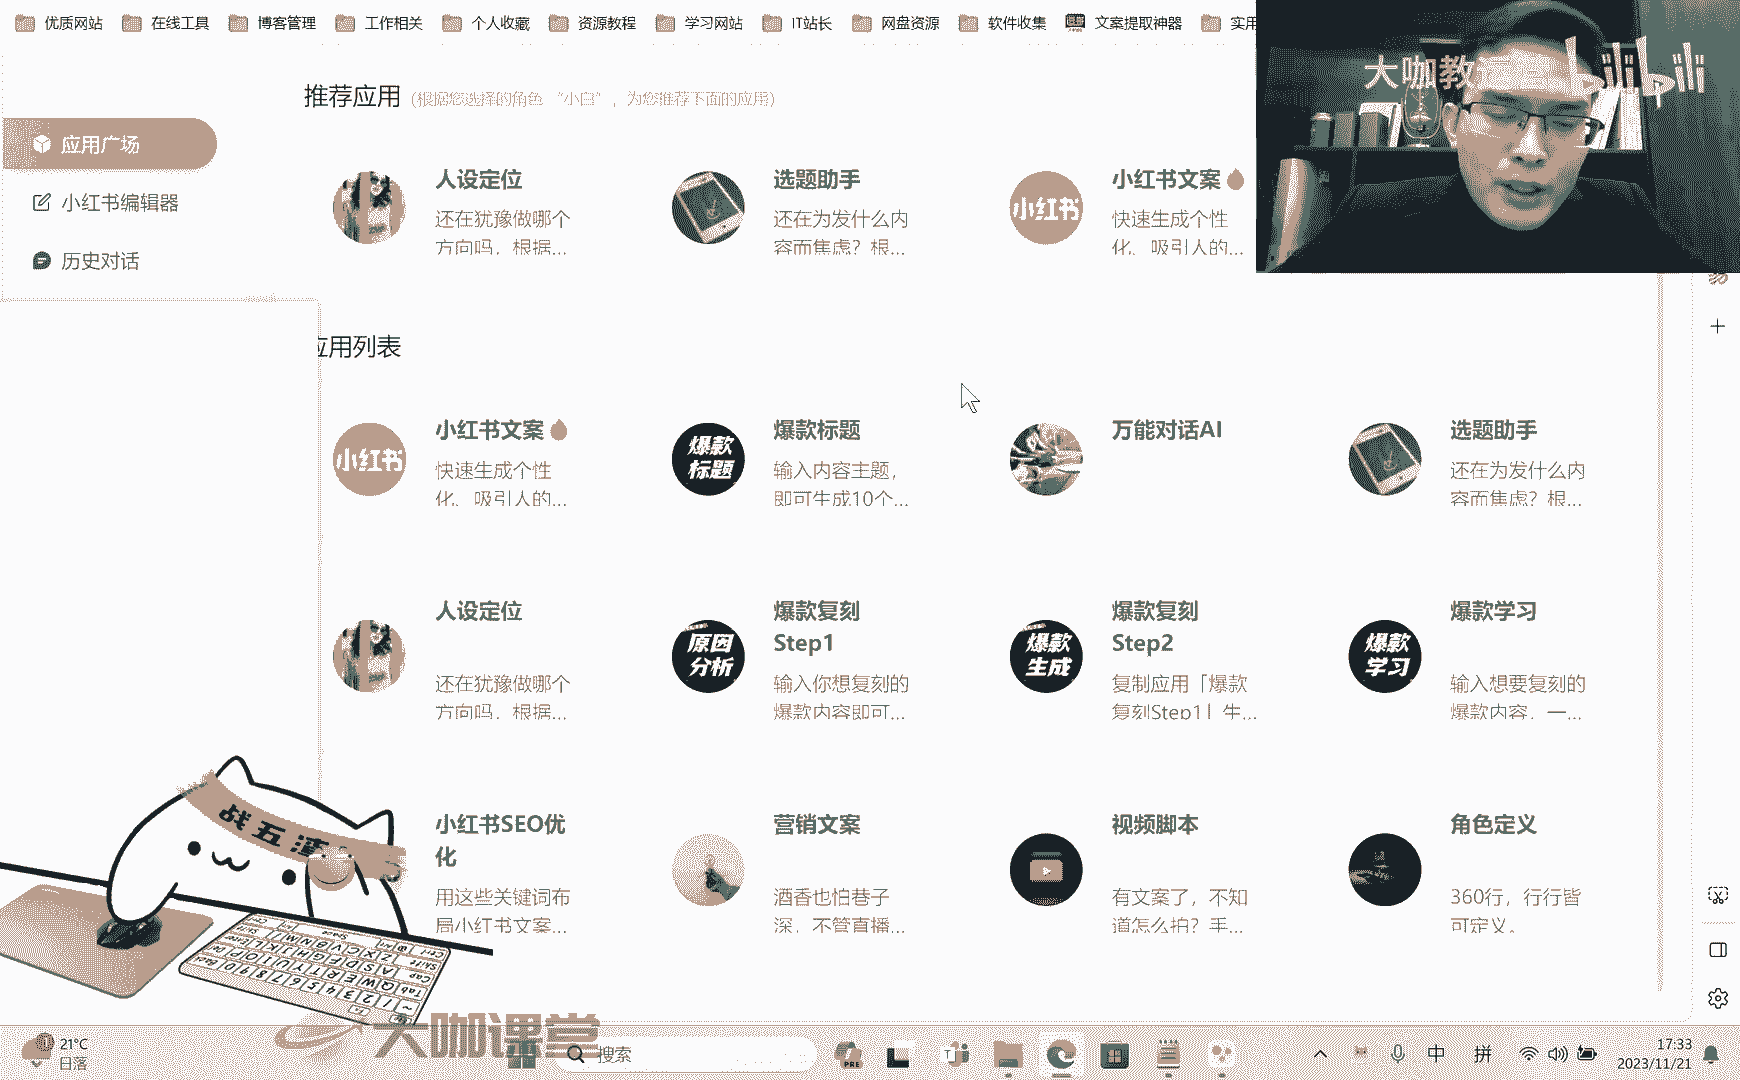 优质网站 在线工具 博客管理 工作相关 个人收藏 资源教程 学习网站 IT站长 网盘资源 软件收集 文案提取神器 实用
大咖教 bilibili
推荐应用 (根据您选择的角色 “小白”，为您推荐下面的应用)
应用广场
小红书编辑器
历史对话
人设定位
还在犹豫做哪个
方向吗，根据...
选题助手
还在为发什么内
容而焦虑？根...
小红书
小红书文案
快速生成个性
化、吸引人的...
应用列表
小红书
小红书文案
快速生成个性
化、吸引人的...
爆款
标题
爆款标题
输入内容主题，
即可生成10个...
万能对话AI
选题助手
还在为发什么内
容而焦虑？根...
人设定位
还在犹豫做哪个
方向吗，根据...
原因
分析
爆款复刻
Step1
输入你想复刻的
爆款内容即可...
爆款
生成
爆款复刻
Step2
复制应用「爆款
复刻Step1」生...
爆款
学习
爆款学习
输入想要复刻的
爆款内容，一...
小红书SEO优
化
用这些关键词布
局小红书文案...
营销文案
酒香也怕巷子
深，不管直播...
视频脚本
有文案了，不知
道怎么拍？手...
角色定义
360行，行行皆
可定义。
战五渣
大咖课堂
21°C
日落
搜索
PRE
中 拼
17:33
2023/11/21